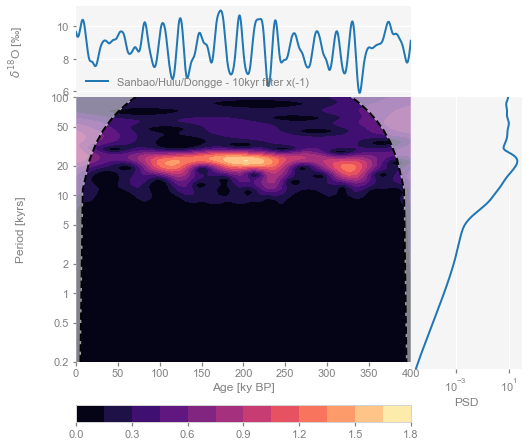 10
8
6
δ¹⁸O [‰]
Sanbao/Hulu/Dongge - 10kyr filter x(-1)
100
50
20
10
5
2
1
0.5
0.2
Period [kyrs]
0 50 100 150 200 250 300 350 400
Age [ky BP]
10⁻³ 10¹
PSD
0.0 0.3 0.6 0.9 1.2 1.5 1.8